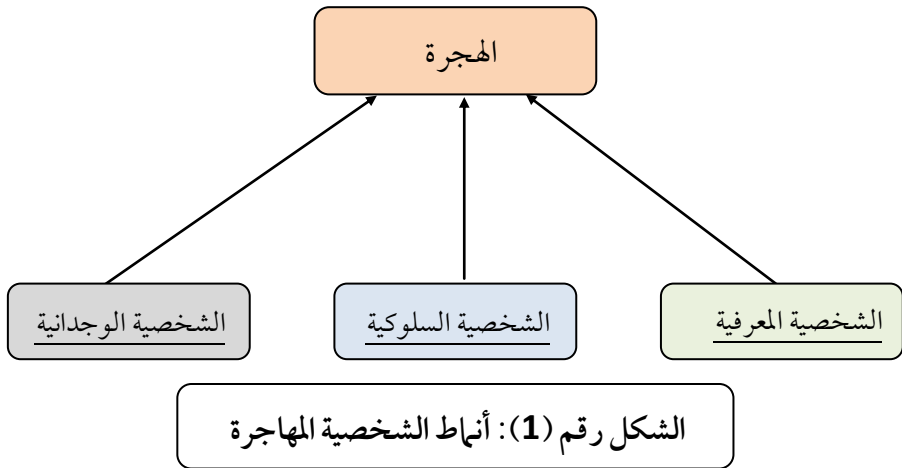 الهجرة
الشخصية المعرفية
الشخصية السلوكية
الشخصية الوجدانية
الشكل رقم (1): أنماط الشخصية المهاجرة